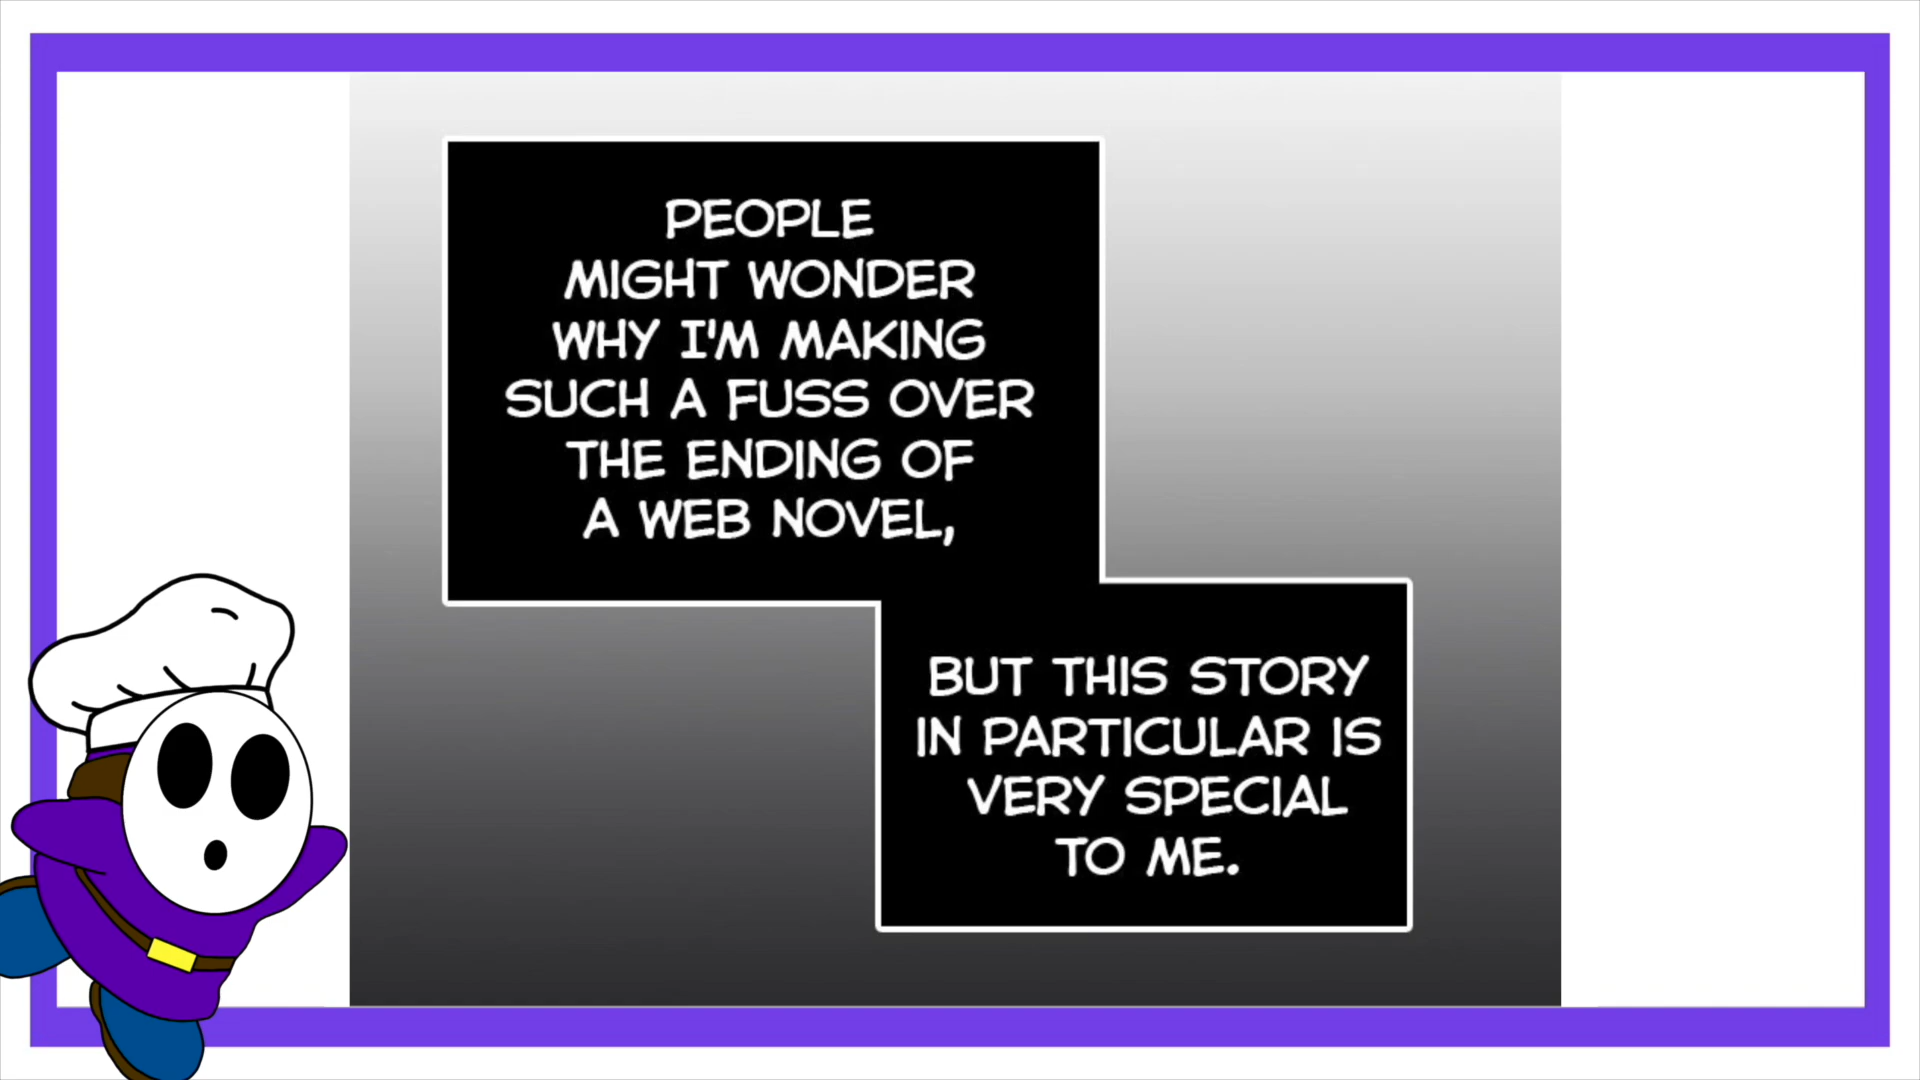 PEOPLE
MIGHT WONDER
WHY I'M MAKING
SUCH A FUSS OVER
THE ENDING OF
A WEB NOVEL,
BUT THIS STORY
IN PARTICULAR IS
VERY SPECIAL
TO ME.